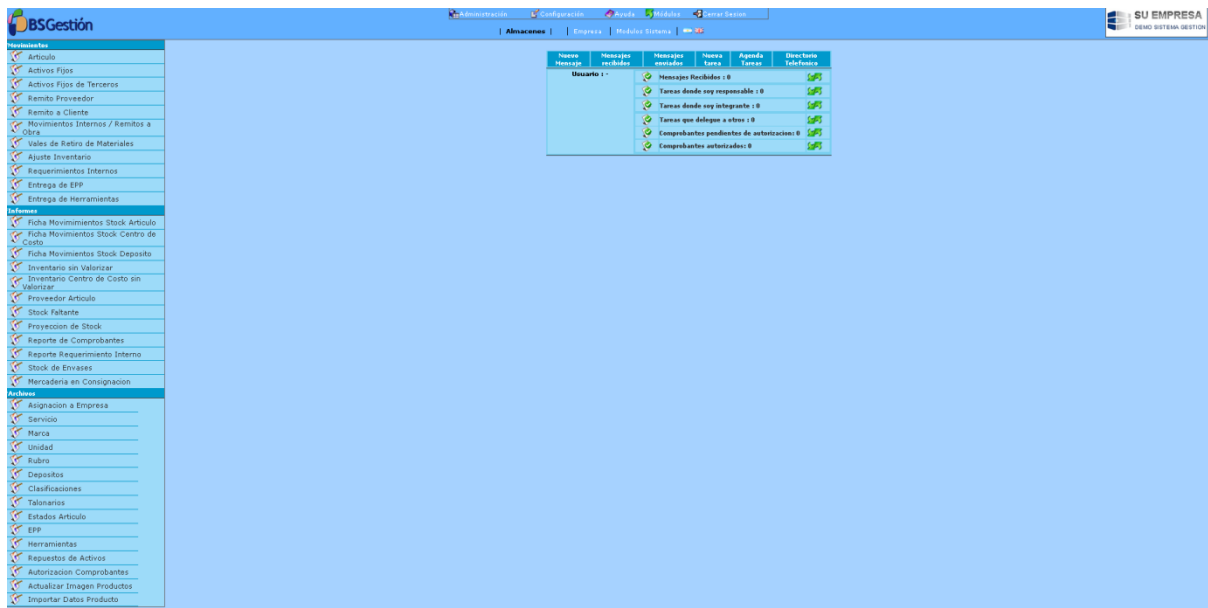 BSGestión
Administración Configuración Ayuda Módulos Cerrar Sesion
| Almacenes | | Empresa | Modulos Sistema |
SU EMPRESA
DEMO SISTEMA GESTION
Movimientos
Articulo
Activos Fijos
Activos Fijos de Terceros
Remito Proveedor
Remito a Cliente
Movimientos Internos / Remitos a
Obra
Vales de Retiro de Materiales
Ajuste Inventario
Requerimientos Internos
Entrega de EPP
Entrega de Herramientas
Informes
Ficha Movimimientos Stock Articulo
Ficha Movimientos Stock Centro de
Costo
Ficha Movimientos Stock Deposito
Inventario sin Valorizar
Inventario Centro de Costo sin
Valorizar
Proveedor Articulo
Stock Faltante
Proyeccion de Stock
Reporte de Comprobantes
Reporte Requerimiento Interno
Stock de Envases
Mercaderia en Consignacion
Archivos
Asignacion a Empresa
Servicio
Marca
Unidad
Rubro
Depositos
Clasificaciones
Talonarios
Estados Articulo
EPP
Herramientas
Repuestos de Activos
Autorizacion Comprobantes
Actualizar Imagen Productos
Importar Datos Producto
Nuevo Mensajes Mensajes Nueva Agenda Directorio
Mensaje recibidos enviados tarea Tareas Telefonico
Usuario : -
Mensajes Recibidos : 0
Tareas donde soy responsable : 0
Tareas donde soy integrante : 0
Tareas que delegue a otros : 0
Comprobantes pendientes de autorizacion: 0
Comprobantes autorizados: 0